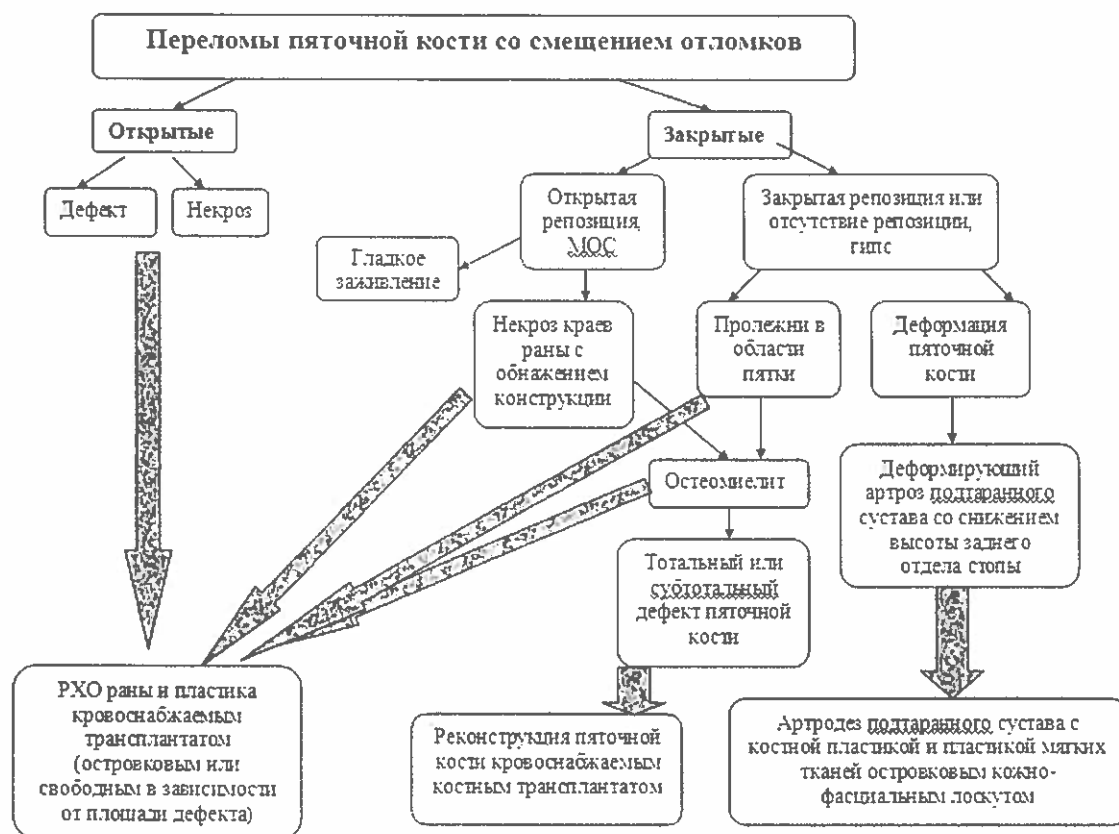 Переломы пяточной кости со смещением отломков
Открытые
Закрытые
Дефект
Некроз
Открытая
репозиция,
МОС
Закрытая репозиция или
отсутствие репозиции,
гипс
Гладкое
заживление
Некроз краев
раны с
обнажением
конструкции
Пролежни в
области
пятки
Деформация
пяточной
кости
Остеомиелит
Деформирующий
артроз подтаранного
сустава со снижением
высоты заднего
отдела стопы
Тотальный или
субтотальный
дефект пяточной
кости
РХО раны и пластика
кровоснабжаемым
трансплантатом
(островковым или
свободным в зависимости
от площади дефекта)
Реконструкция пяточной
кости кровоснабжаемым
костным трансплантатом
Артродез подтаранного сустава с
костной пластикой и пластикой мягких
тканей островковым кожно-
фасциальным лоскутом